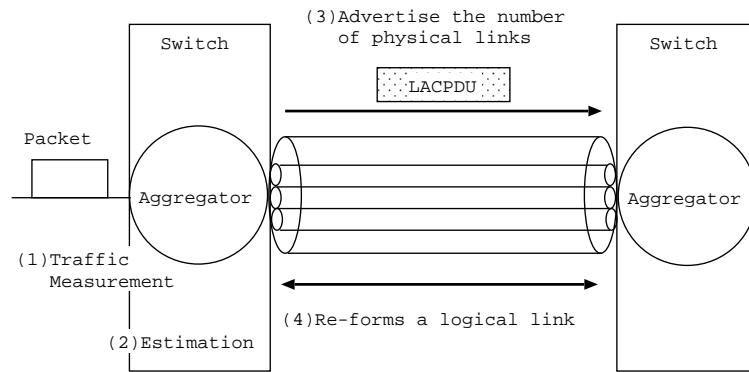 (3)Advertise the number
of physical links
Switch
Switch
LACPDU
Packet
Aggregator
Aggregator
(1)Traffic
Measurement
(4)Re-forms a logical link
(2)Estimation